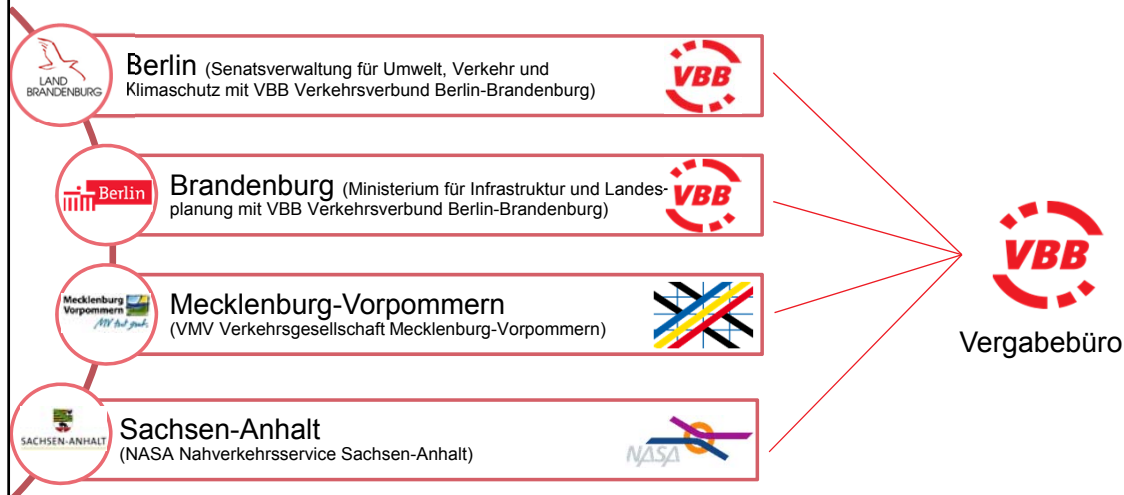 LAND
BRANDENBURG
Berlin (Senatsverwaltung für Umwelt, Verkehr und
Klimaschutz mit VBB Verkehrsverbund Berlin-Brandenburg)
VBB
Berlin
Brandenburg (Ministerium für Infrastruktur und Landes-
planung mit VBB Verkehrsverbund Berlin-Brandenburg)
VBB
Mecklenburg
Vorpommern
MV tut gut.
Mecklenburg-Vorpommern
(VMV Verkehrsgesellschaft Mecklenburg-Vorpommern)
SACHSEN-ANHALT
Sachsen-Anhalt
(NASA Nahverkehrsservice Sachsen-Anhalt)
NASA
VBB
Vergabebüro